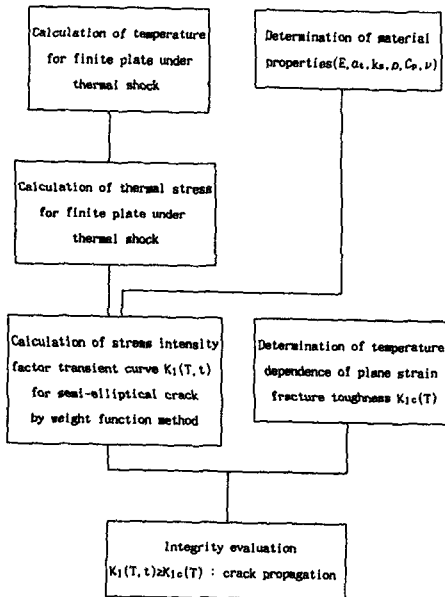 Calculation of temperature
for finite plate under
thermal shock
Determination of material
properties(E, αt, ks, ρ, Cp, ν)
Calculation of thermal stress
for finite plate under
thermal shock
Calculation of stress intensity
factor transient curve KI(T, t)
for semi-elliptical crack
by weight function method
Determination of temperature
dependence of plane strain
fracture toughness KIc(T)
Integrity evaluation
KI(T, t)≥KIc(T) : crack propagation